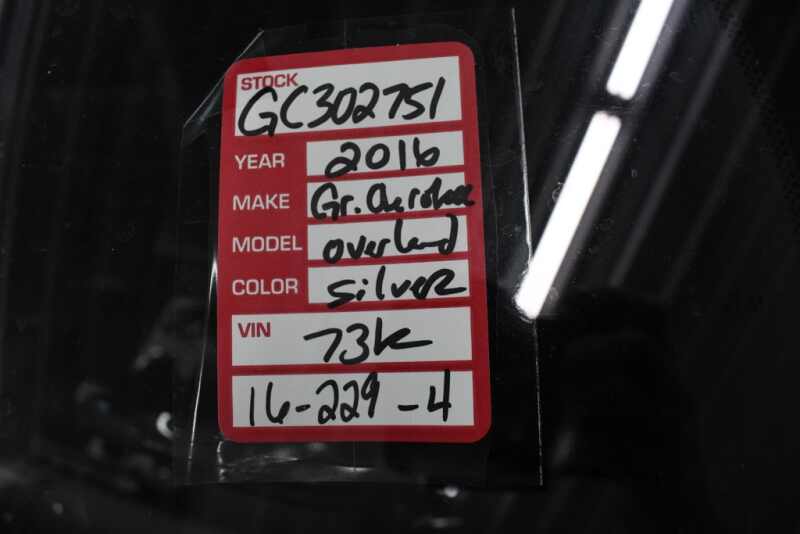 STOCK
GC302751
YEAR 2016
MAKE Gr. Cherokee
MODEL overland
COLOR silver
VIN 73k
16-229-4